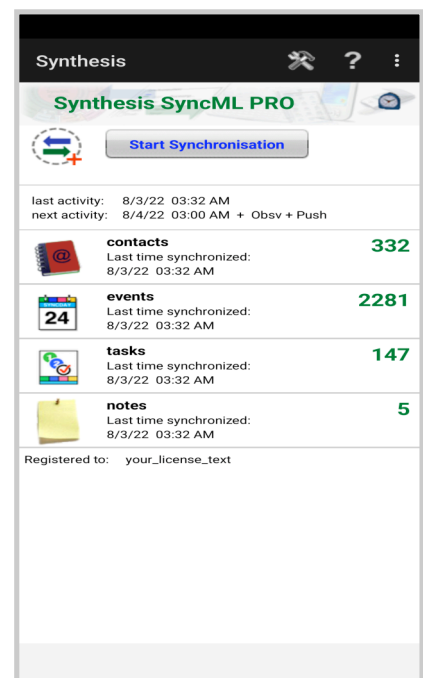 Synthesis ?
Synthesis SyncML PRO
Start Synchronisation
last activity: 8/3/22 03:32 AM
next activity: 8/4/22 03:00 AM + Obsv + Push
@
contacts
332
Last time synchronized:
8/3/22 03:32 AM
SYNCDAY
24
events
2281
Last time synchronized:
8/3/22 03:32 AM
1
2
tasks
147
Last time synchronized:
8/3/22 03:32 AM
notes
5
Last time synchronized:
8/3/22 03:32 AM
Registered to: your_license_text